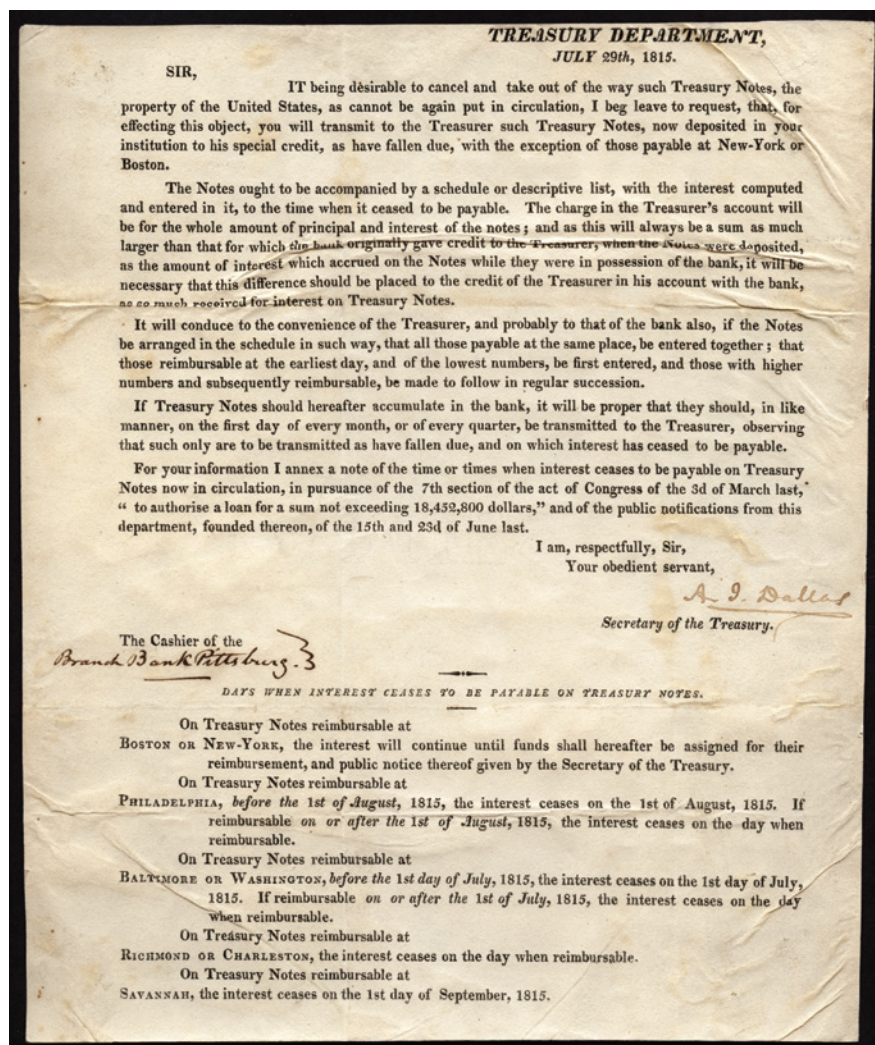 TREASURY DEPARTMENT,
JULY 29th, 1815.
SIR,
IT being desirable to cancel and take out of the way such Treasury Notes, the
property of the United States, as cannot be again put in circulation, I beg leave to request, that, for
effecting this object, you will transmit to the Treasurer such Treasury Notes, now deposited in your
institution to his special credit, as have fallen due, with the exception of those payable at New-York or
Boston.
The Notes ought to be accompanied by a schedule or descriptive list, with the interest computed
and entered in it, to the time when it ceased to be payable. The charge in the Treasurer's account will
be for the whole amount of principal and interest of the notes; and as this will always be a sum as much
larger than that for which the bank originally gave credit to the Treasurer, when the Notes were deposited,
as the amount of interest which accrued on the Notes while they were in possession of the bank, it will be
necessary that this difference should be placed to the credit of the Treasurer in his account with the bank,
as so much received for interest on Treasury Notes.
It will conduce to the convenience of the Treasurer, and probably to that of the bank also, if the Notes
be arranged in the schedule in such way, that all those payable at the same place, be entered together; that
those reimbursable at the earliest day, and of the lowest numbers, be first entered, and those with higher
numbers and subsequently reimbursable, be made to follow in regular succession.
If Treasury Notes should hereafter accumulate in the bank, it will be proper that they should, in like
manner, on the first day of every month, or of every quarter, be transmitted to the Treasurer, observing
that such only are to be transmitted as have fallen due, and on which interest has ceased to be payable.
For your information I annex a note of the time or times when interest ceases to be payable on Treasury
Notes now in circulation, in pursuance of the 7th section of the act of Congress of the 3d of March last,
" to authorise a loan for a sum not exceeding 18,452,800 dollars," and of the public notifications from this
department, founded thereon, of the 15th and 23d of June last.
I am, respectfully, Sir,
Your obedient servant,
A. J. Dallas
Secretary of the Treasury.
The Cashier of the
Branch Bank Pittsburg.
DAYS WHEN INTEREST CEASES TO BE PAYABLE ON TREASURY NOTES.
On Treasury Notes reimbursable at
BOSTON OR NEW-YORK, the interest will continue until funds shall hereafter be assigned for their
reimbursement, and public notice thereof given by the Secretary of the Treasury.
On Treasury Notes reimbursable at
PHILADELPHIA, before the 1st of August, 1815, the interest ceases on the 1st of August, 1815. If
reimbursable on or after the 1st of August, 1815, the interest ceases on the day when
reimbursable.
On Treasury Notes reimbursable at
BALTIMORE OR WASHINGTON, before the 1st day of July, 1815, the interest ceases on the 1st day of July,
1815. If reimbursable on or after the 1st of July, 1815, the interest ceases on the day
when reimbursable.
On Treasury Notes reimbursable at
RICHMOND OR CHARLESTON, the interest ceases on the day when reimbursable.
On Treasury Notes reimbursable at
SAVANNAH, the interest ceases on the 1st day of September, 1815.